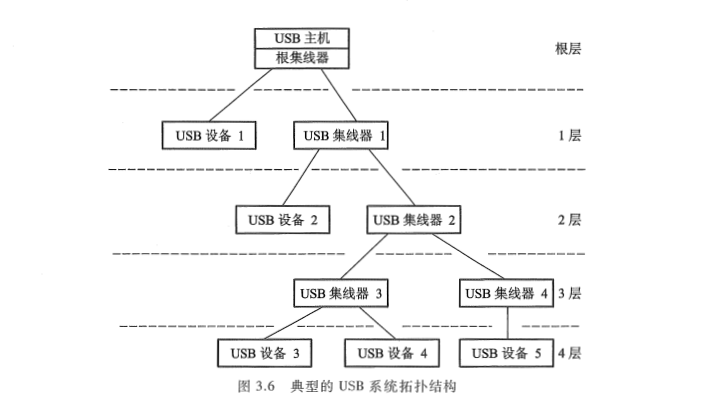 USB 主机
根集线器
根层
USB 设备 1
USB 集线器 1
1 层
USB 设备 2
USB 集线器 2
2 层
USB 集线器 3
USB 集线器 4
3 层
USB 设备 3
USB 设备 4
USB 设备 5
4 层
图 3.6 典型的 USB 系统拓扑结构